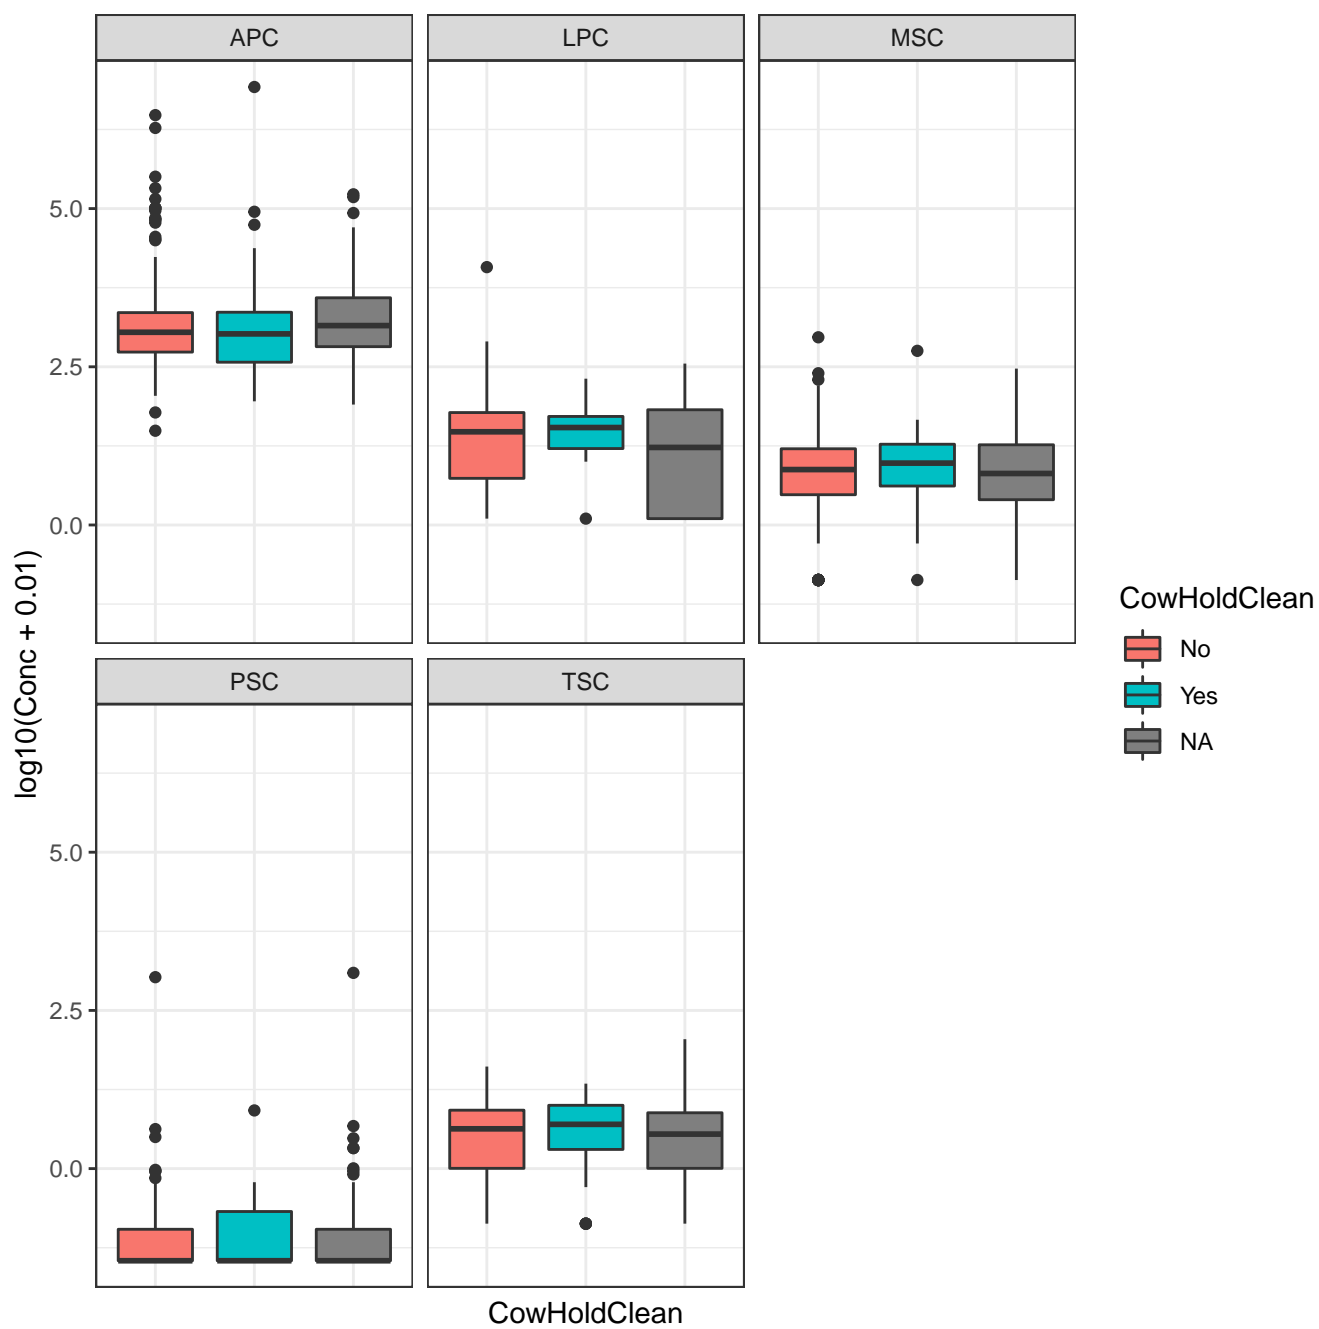 APC
LPC
MSC
5.0
2.5
0.0
log10(Conc + 0.01)
CowHoldClean
No
Yes
NA
PSC
TSC
5.0
2.5
0.0
CowHoldClean